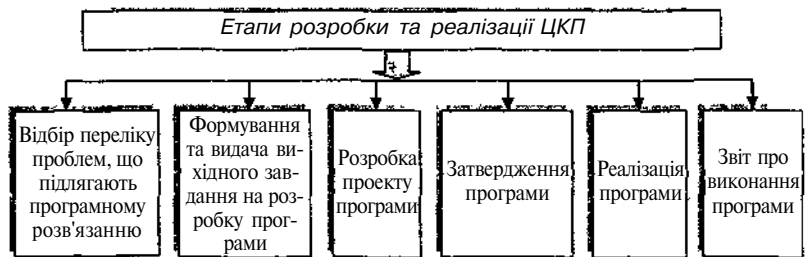 Етапи розробки та реалізації ЦКП
Відбір переліку
проблем, що
підлягають
програмному
розв'язанню
Формування
та видача ви-
хідного зав-
дання на роз-
робку прог-
рами
Розробка
проекту
програми
Затвердження
програми
Реалізація
програми
Звіт про
виконання
програми